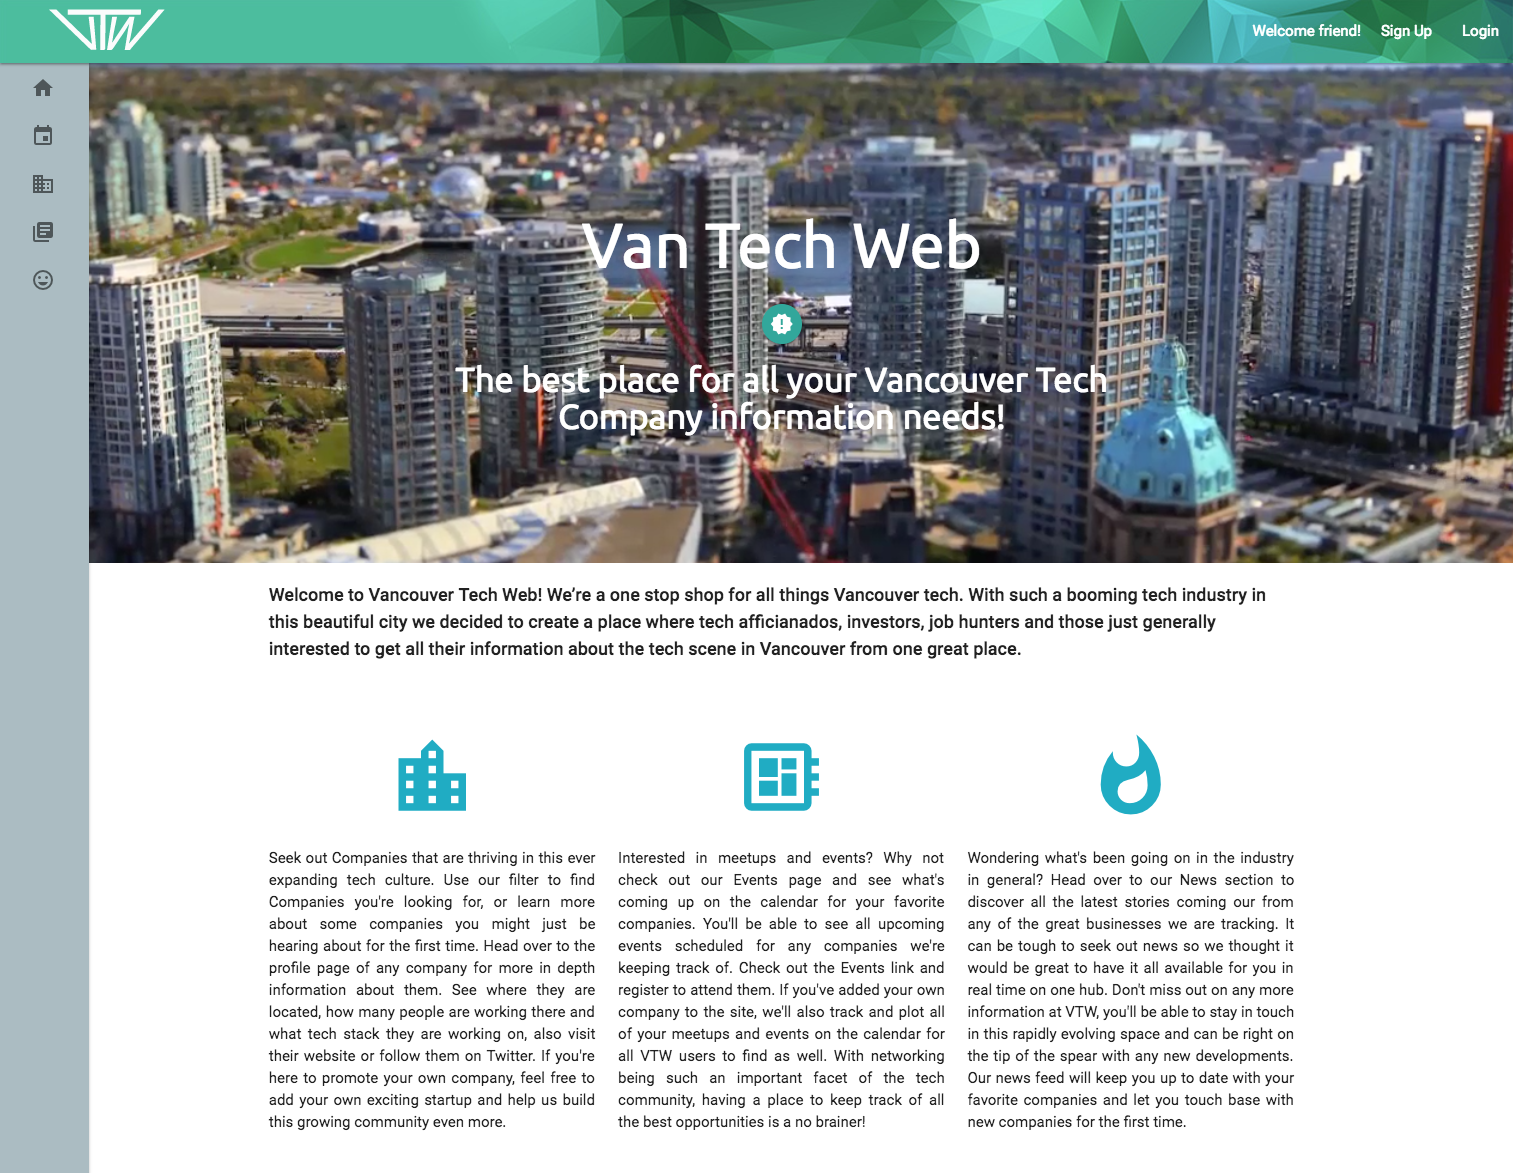 VTW
Welcome friend! Sign Up Login
Van Tech Web
The best place for all your Vancouver Tech
Company information needs!
Welcome to Vancouver Tech Web! We’re a one stop shop for all things Vancouver tech. With such a booming tech industry in
this beautiful city we decided to create a place where tech afficianados, investors, job hunters and those just generally
interested to get all their information about the tech scene in Vancouver from one great place.
Seek out Companies that are thriving in this ever
expanding tech culture. Use our filter to find
Companies you're looking for, or learn more
about some companies you might just be
hearing about for the first time. Head over to the
profile page of any company for more in depth
information about them. See where they are
located, how many people are working there and
what tech stack they are working on, also visit
their website or follow them on Twitter. If you're
here to promote your own company, feel free to
add your own exciting startup and help us build
this growing community even more.
Interested in meetups and events? Why not
check out our Events page and see what's
coming up on the calendar for your favorite
companies. You'll be able to see all upcoming
events scheduled for any companies we're
keeping track of. Check out the Events link and
register to attend them. If you've added your own
company to the site, we'll also track and plot all
of your meetups and events on the calendar for
all VTW users to find as well. With networking
being such an important facet of the tech
community, having a place to keep track of all
the best opportunities is a no brainer!
Wondering what's been going on in the industry
in general? Head over to our News section to
discover all the latest stories coming our from
any of the great businesses we are tracking. It
can be tough to seek out news so we thought it
would be great to have it all available for you in
real time on one hub. Don't miss out on any more
information at VTW, you'll be able to stay in touch
in this rapidly evolving space and can be right on
the tip of the spear with any new developments.
Our news feed will keep you up to date with your
favorite companies and let you touch base with
new companies for the first time.